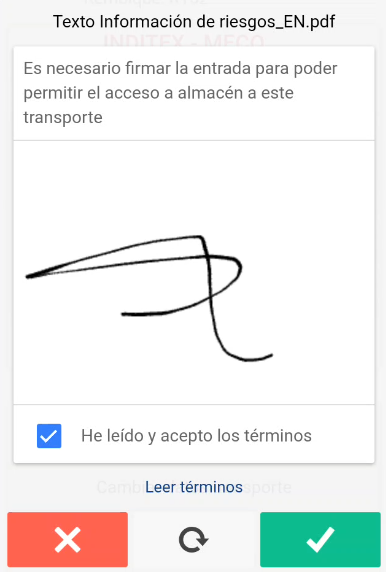 Texto Información de riesgos_EN.pdf
INDITEX - MECO
Es necesario firmar la entrada para poder
permitir el acceso a almacén a este
transporte
He leído y acepto los términos
Leer términos